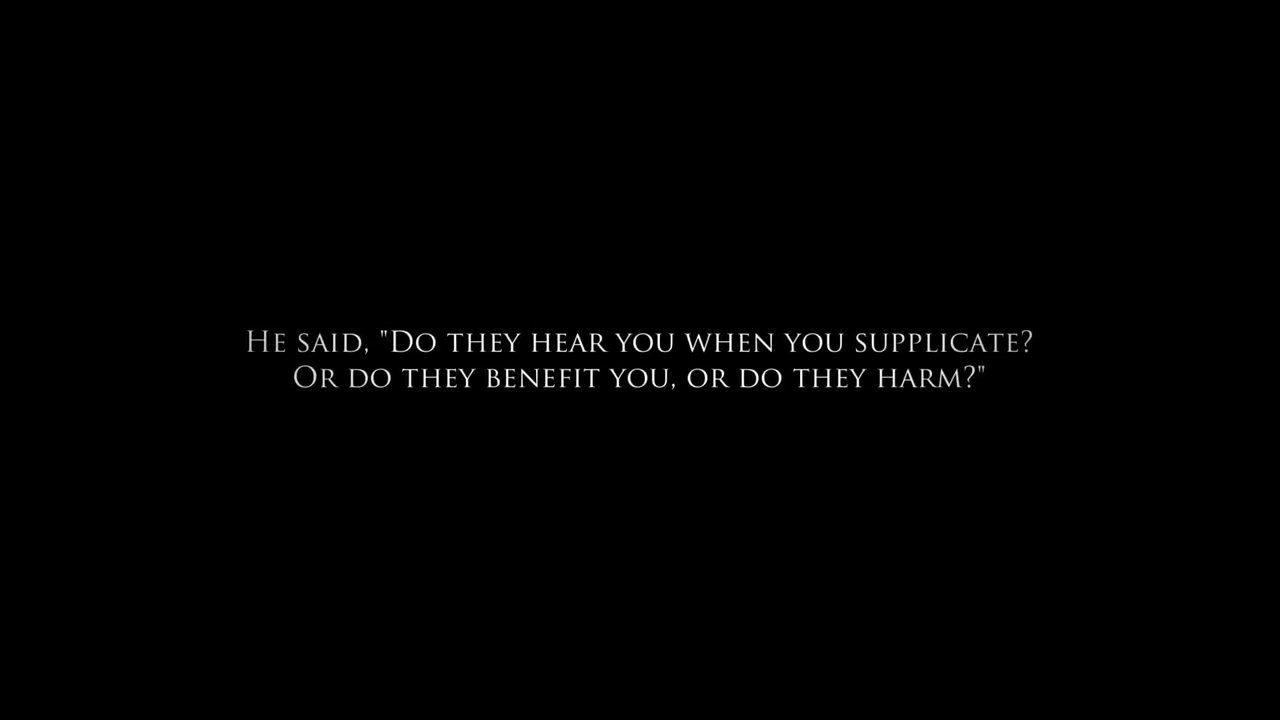 He said, "Do they hear you when you supplicate?
Or do they benefit you, or do they harm?"